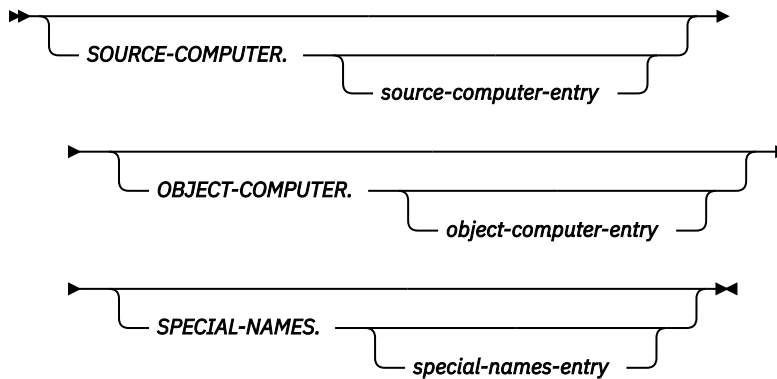 SOURCE-COMPUTER.
source-computer-entry
OBJECT-COMPUTER.
object-computer-entry
SPECIAL-NAMES.
special-names-entry